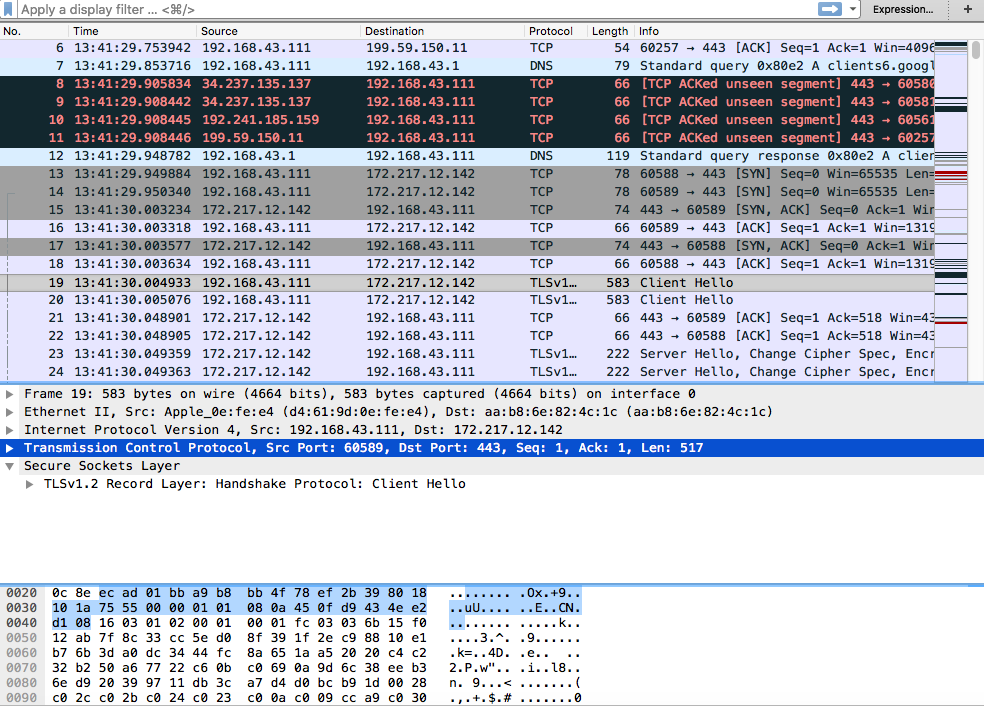 Apply a display filter ... <⌘/> Expression... +
No. Time Source Destination Protocol Length Info
6 13:41:29.753942 192.168.43.111 199.59.150.11 TCP 54 60257 → 443 [ACK] Seq=1 Ack=1 Win=4096
7 13:41:29.853716 192.168.43.111 192.168.43.1 DNS 79 Standard query 0x80e2 A clients6.googl
8 13:41:29.905834 34.237.135.137 192.168.43.111 TCP 66 [TCP ACKed unseen segment] 443 → 60580
9 13:41:29.908442 34.237.135.137 192.168.43.111 TCP 66 [TCP ACKed unseen segment] 443 → 60581
10 13:41:29.908445 192.241.185.159 192.168.43.111 TCP 66 [TCP ACKed unseen segment] 443 → 60561
11 13:41:29.908446 199.59.150.11 192.168.43.111 TCP 66 [TCP ACKed unseen segment] 443 → 60257
12 13:41:29.948782 192.168.43.1 192.168.43.111 DNS 119 Standard query response 0x80e2 A clien
13 13:41:29.949884 192.168.43.111 172.217.12.142 TCP 78 60588 → 443 [SYN] Seq=0 Win=65535 Len=
14 13:41:29.950340 192.168.43.111 172.217.12.142 TCP 78 60589 → 443 [SYN] Seq=0 Win=65535 Len=
15 13:41:30.003234 172.217.12.142 192.168.43.111 TCP 74 443 → 60589 [SYN, ACK] Seq=0 Ack=1 Win
16 13:41:30.003318 192.168.43.111 172.217.12.142 TCP 66 60589 → 443 [ACK] Seq=1 Ack=1 Win=1319
17 13:41:30.003577 172.217.12.142 192.168.43.111 TCP 74 443 → 60588 [SYN, ACK] Seq=0 Ack=1 Win
18 13:41:30.003634 192.168.43.111 172.217.12.142 TCP 66 60588 → 443 [ACK] Seq=1 Ack=1 Win=1319
19 13:41:30.004933 192.168.43.111 172.217.12.142 TLSv1… 583 Client Hello
20 13:41:30.005076 192.168.43.111 172.217.12.142 TLSv1… 583 Client Hello
21 13:41:30.048901 172.217.12.142 192.168.43.111 TCP 66 443 → 60589 [ACK] Seq=1 Ack=518 Win=43
22 13:41:30.048905 172.217.12.142 192.168.43.111 TCP 66 443 → 60588 [ACK] Seq=1 Ack=518 Win=43
23 13:41:30.049359 172.217.12.142 192.168.43.111 TLSv1… 222 Server Hello, Change Cipher Spec, Encr
24 13:41:30.049363 172.217.12.142 192.168.43.111 TLSv1… 222 Server Hello, Change Cipher Spec, Encr
Frame 19: 583 bytes on wire (4664 bits), 583 bytes captured (4664 bits) on interface 0
Ethernet II, Src: Apple_0e:fe:e4 (d4:61:9d:0e:fe:e4), Dst: aa:b8:6e:82:4c:1c (aa:b8:6e:82:4c:1c)
Internet Protocol Version 4, Src: 192.168.43.111, Dst: 172.217.12.142
Transmission Control Protocol, Src Port: 60589, Dst Port: 443, Seq: 1, Ack: 1, Len: 517
Secure Sockets Layer
TLSv1.2 Record Layer: Handshake Protocol: Client Hello
0020 0c 8e ec ad 01 bb a9 b8 bb 4f 78 ef 2b 39 80 18 ........ .Ox.+9..
0030 10 1a 75 55 00 00 01 01 08 0a 45 0f d9 43 4e e2 ..uU.... ..E..CN.
0040 d1 08 16 03 01 02 00 01 00 01 fc 03 03 6b 15 f0 ........ .....k..
0050 12 ab 7f 8c 33 cc 5e d0 8f 39 1f 2e c9 88 10 e1 ....3.^. .9......
0060 b7 6b 3d a0 dc 34 44 fc 8a 65 1a a5 20 20 c4 c2 .k=..4D. .e..  ..
0070 32 b2 50 a6 77 22 c6 0b c0 69 0a 9d 6c 38 ee b3 2.P.w".. .i..l8..
0080 6e d9 20 39 97 11 db 3c a7 d4 d0 bc b9 1d 00 28 n. 9...< .......(
0090 c0 2c c0 2b c0 24 c0 23 c0 0a c0 09 cc a9 c0 30 .,.+.$.# .......0